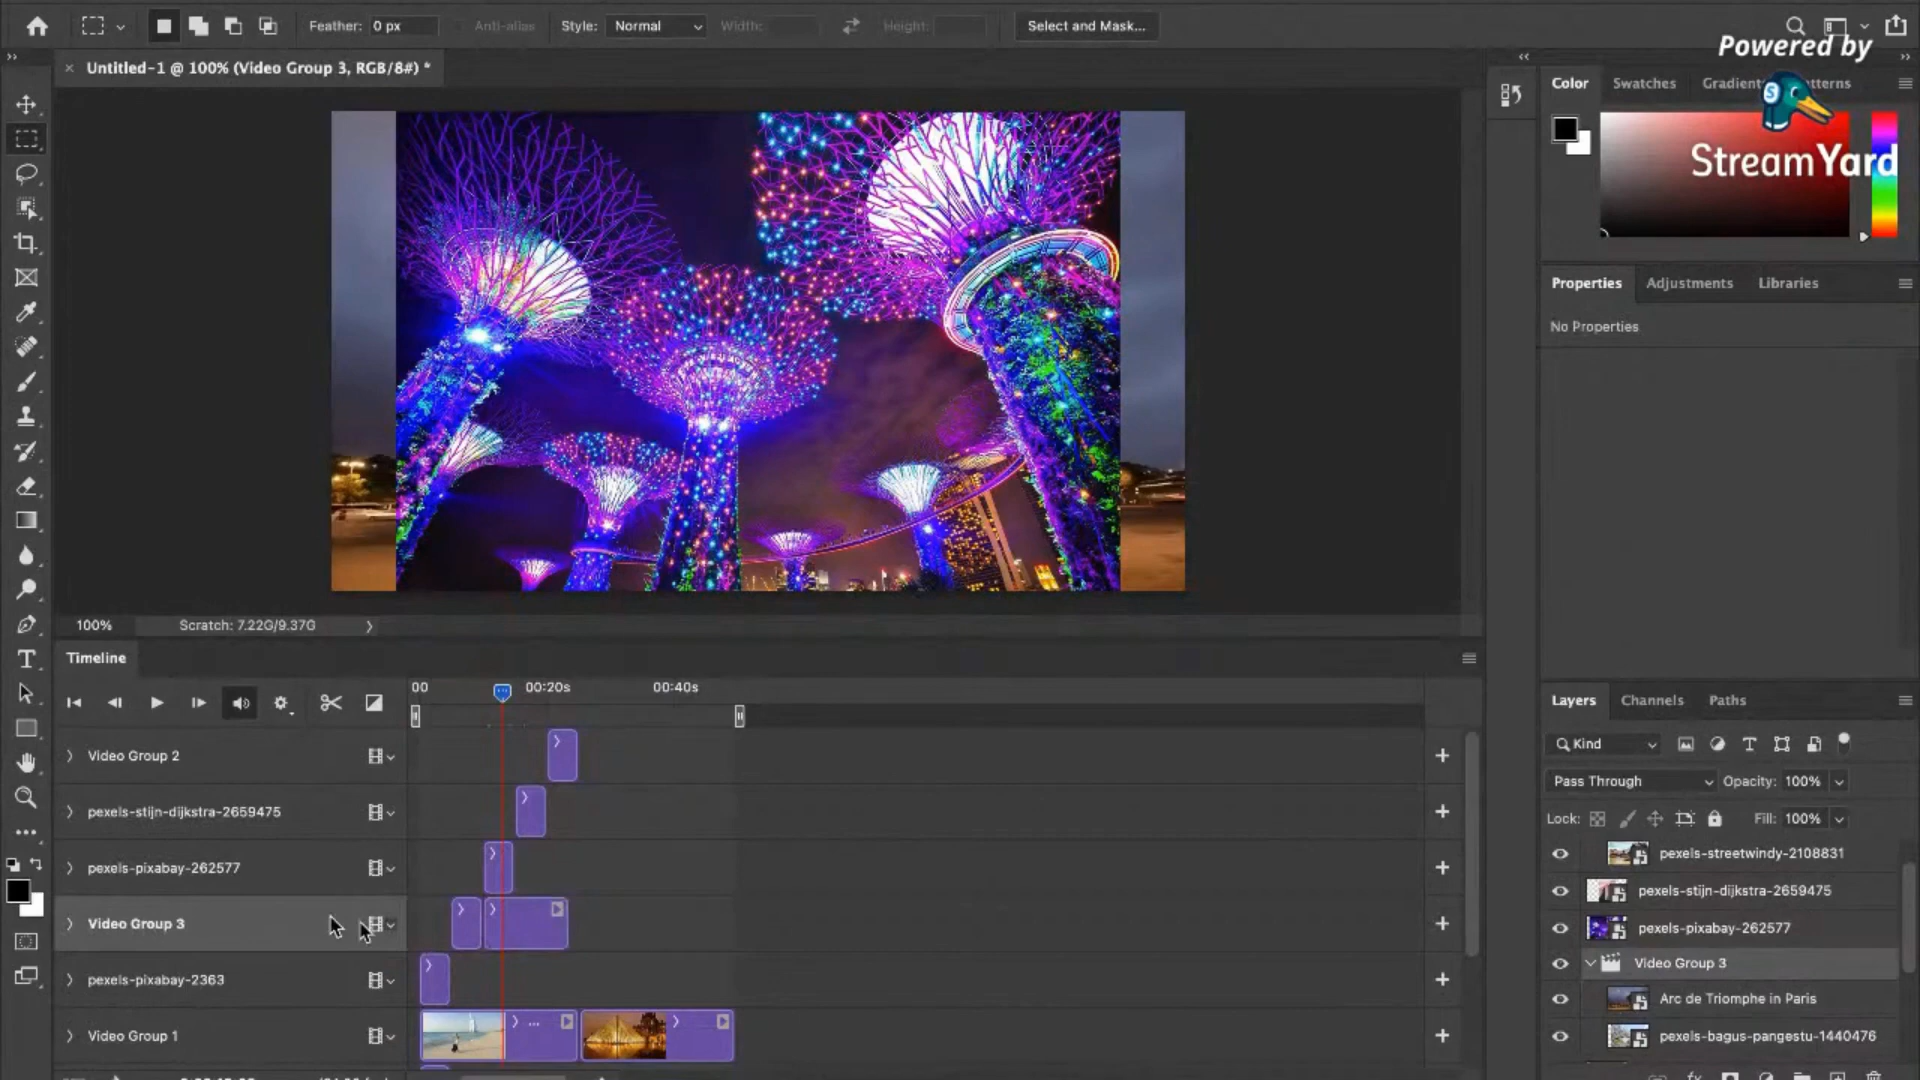 Feather: 0 px Anti-alias Style: Normal Width: Height: Select and Mask...
Powered by
StreamYard
Untitled-1 @ 100% (Video Group 3, RGB/8#) *
Color Swatches
Properties Adjustments Libraries
No Properties
100% Scratch: 7.22G/9.37G
Timeline
00 00:20s 00:40s
Video Group 2
pexels-stijn-dijkstra-2659475
pexels-pixabay-262577
Video Group 3
pexels-pixabay-2363
Video Group 1
Layers Channels Paths
Kind
Pass Through Opacity: 100%
Lock: Fill: 100%
pexels-streetwindy-2108831
pexels-stijn-dijkstra-2659475
pexels-pixabay-262577
Video Group 3
Arc de Triomphe in Paris
pexels-bagus-pangestu-1440476